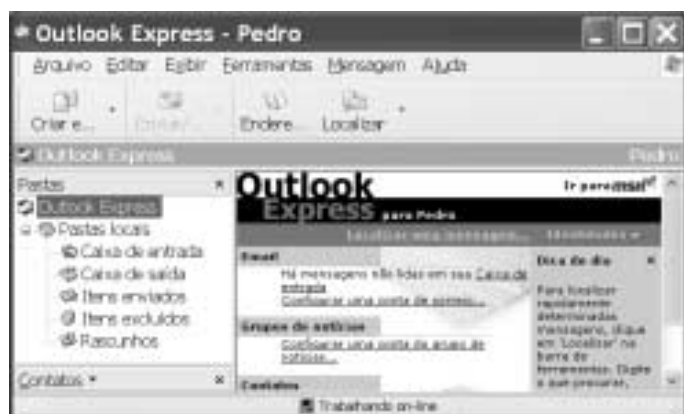 Outlook Express - Pedro
Arquivo Editar Exibir Ferramentas Mensagem Ajuda
Criar e... Enviar/... Endere... Localizar
Outlook Express Pedro
Pastas ×
Outlook Express
Pastas locais
Caixa de entrada
Caixa de saída
Itens enviados
Itens excluídos
Rascunhos
Contatos ▾ ×
Outlook
Express para Pedro
Ir para msn
Localizar uma mensagem... Identidades
Email
Há mensagens não lidas em sua Caixa de
entrada
Configurar uma conta de correio...
Grupos de notícias
Configurar uma conta de grupo de
notícias...
Contatos
Dica do dia ×
Para localizar
rapidamente
determinadas
mensagens, clique
em 'Localizar' na
barra de
ferramentas. Digite
o que procurar,
Trabalhando on-line